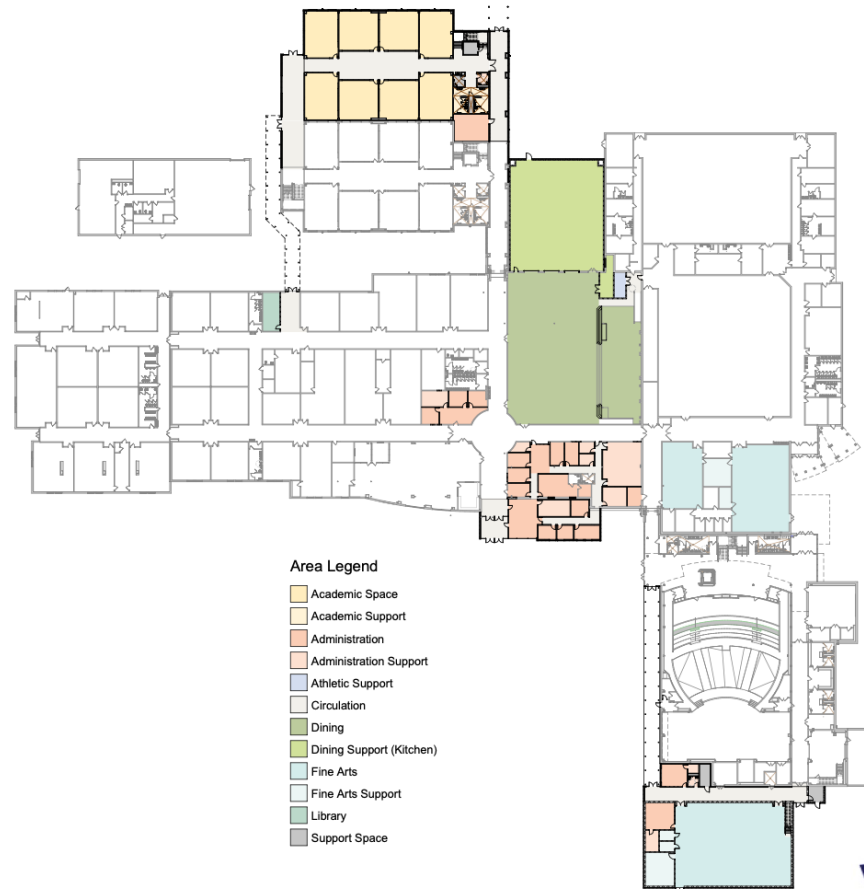 Area Legend
Academic Space
Academic Support
Administration
Administration Support
Athletic Support
Circulation
Dining
Dining Support (Kitchen)
Fine Arts
Fine Arts Support
Library
Support Space